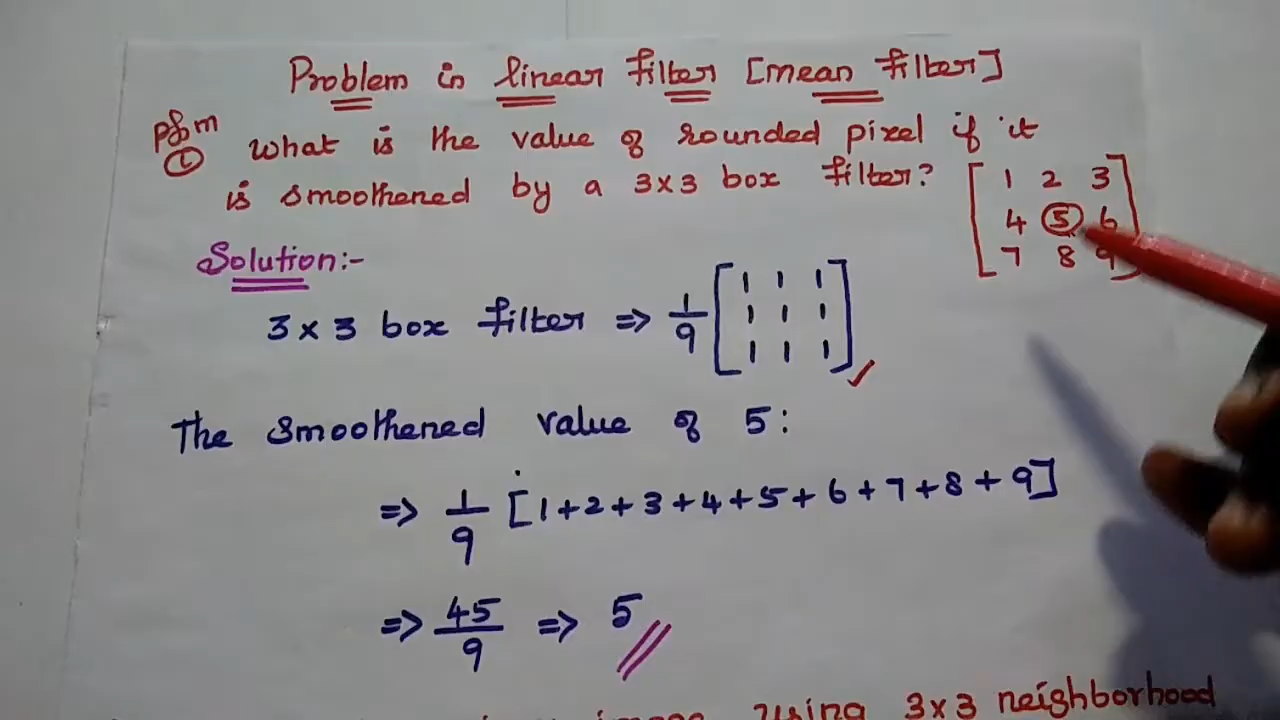 Problem in linear filter [mean filter]
pbm
① What is the value of rounded pixel if it
is smoothened by a 3x3 box filter? [1 2 3
4 5 6
7 8 9]
Solution:-
3x3 box filter ⇒ 1/9 [1 1 1
1 1 1
1 1 1] ✓
The smoothened value of 5:
⇒ 1/9 [1+2+3+4+5+6+7+8+9]
⇒ 45/9 ⇒ 5//
using 3x3 neighborhood